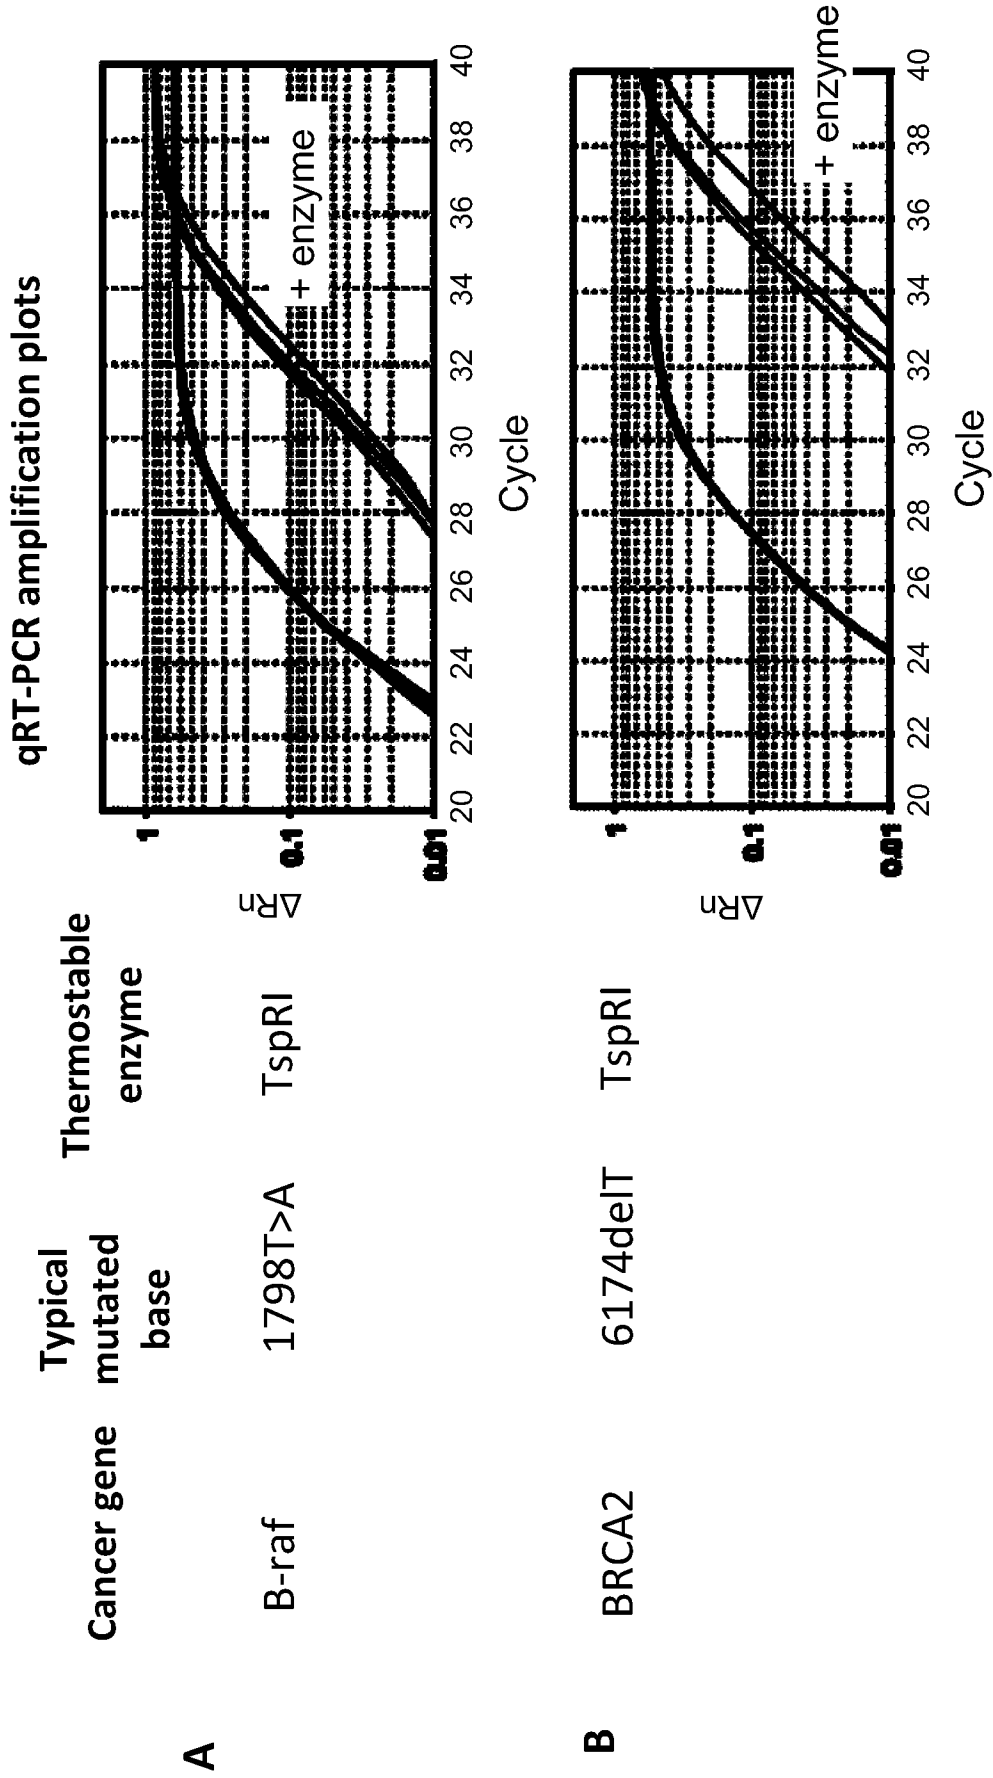 qRT-PCR amplification plots
Cancer gene
Typical
mutated
base
Thermostable
enzyme
A
B-raf
1798T>A
TspRI
ΔRn
1
0.1
0.01
+ enzyme
20 22 24 26 28 30 32 34 36 38 40
Cycle
B
BRCA2
6174delT
TspRI
ΔRn
1
0.1
0.01
+ enzyme
20 22 24 26 28 30 32 34 36 38 40
Cycle